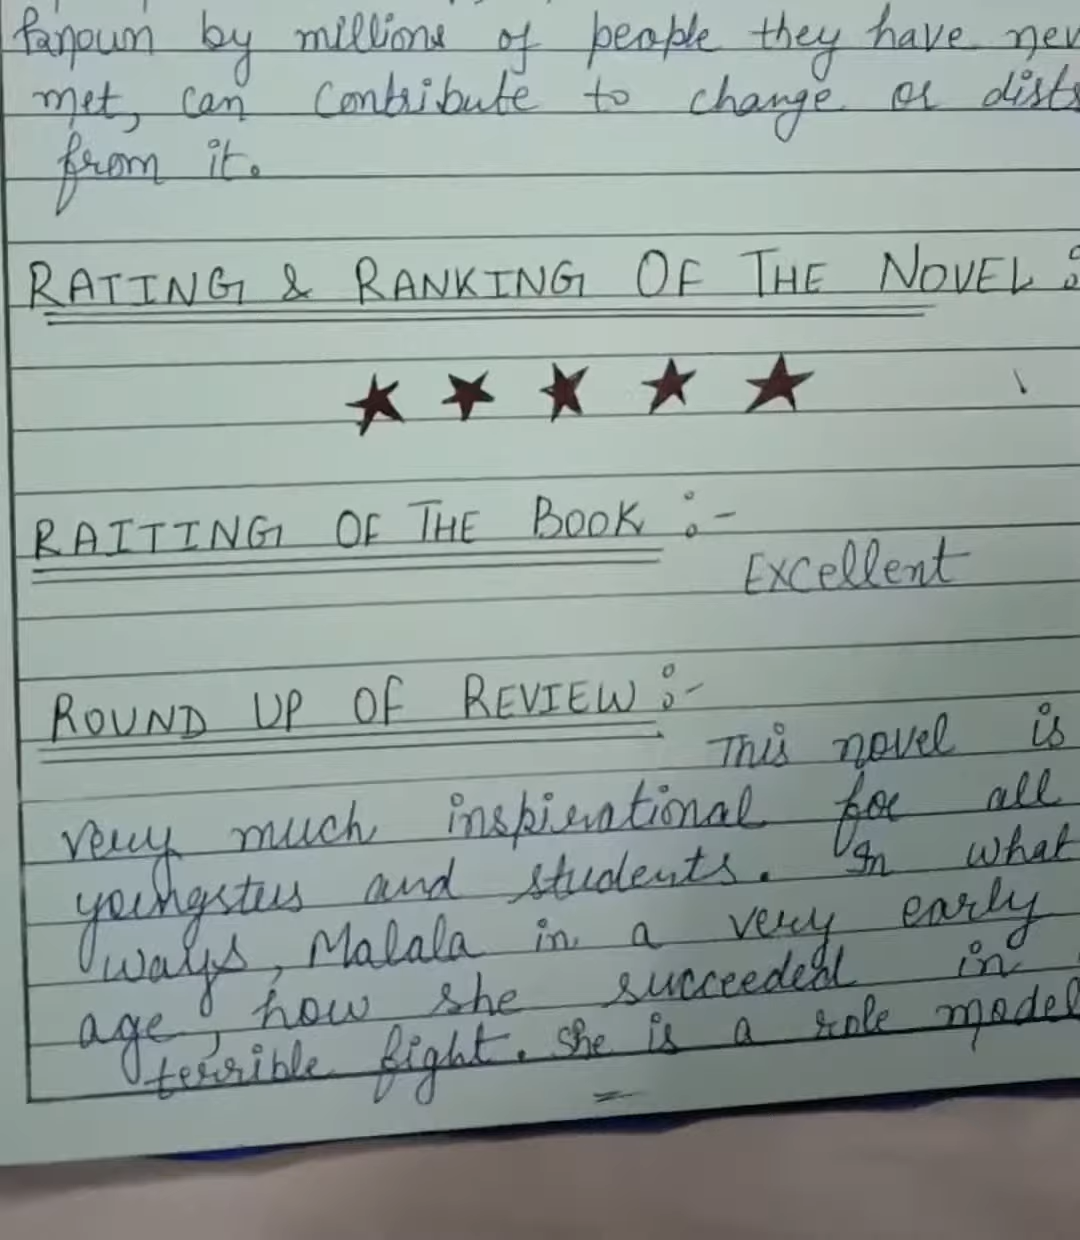 by millions of people they have
met, can contribute to change or
from it.
RATING & RANKING OF THE NOVEL :
RAITING OF THE BOOK :-
Excellent
ROUND UP OF REVIEW :-
This novel is
very much inspirational for all
youngsters and students. In what
ways, Malala in a very early
age, how she succeeded in
terrible fight. She is a role model